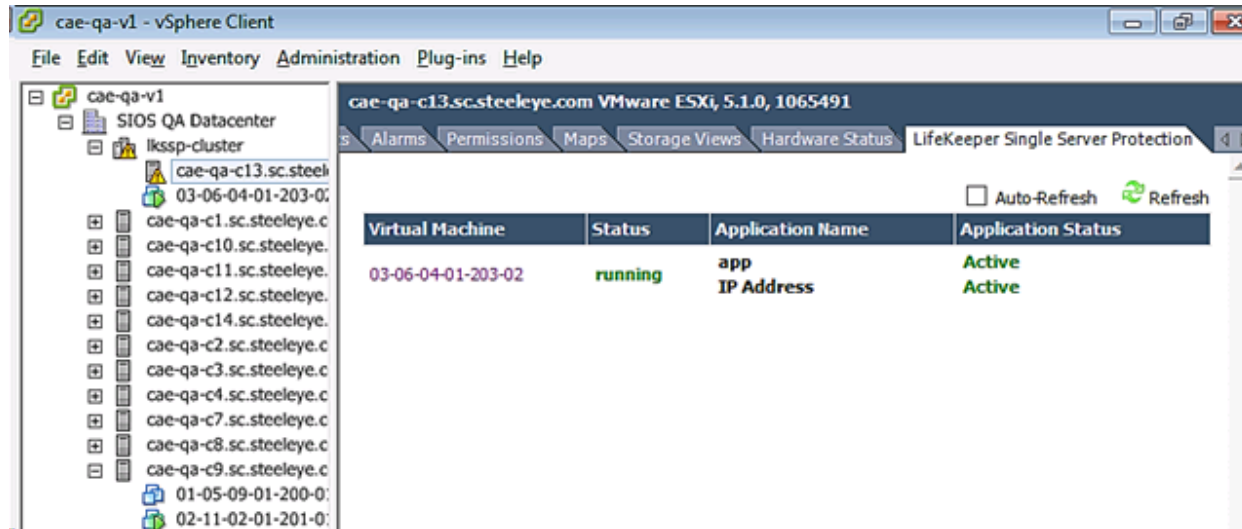 cae-qa-v1 - vSphere Client
File Edit View Inventory Administration Plug-ins Help
cae-qa-v1
SIOS QA Datacenter
lkssp-cluster
cae-qa-c13.sc.steel
03-06-04-01-203-02
cae-qa-c1.sc.steeleye.c
cae-qa-c10.sc.steeleye.
cae-qa-c11.sc.steeleye.
cae-qa-c12.sc.steeleye.
cae-qa-c14.sc.steeleye.
cae-qa-c2.sc.steeleye.c
cae-qa-c3.sc.steeleye.c
cae-qa-c4.sc.steeleye.c
cae-qa-c7.sc.steeleye.c
cae-qa-c8.sc.steeleye.c
cae-qa-c9.sc.steeleye.c
01-05-09-01-200-01
02-11-02-01-201-01
cae-qa-c13.sc.steeleye.com VMware ESXi, 5.1.0, 1065491
s Alarms Permissions Maps Storage Views Hardware Status LifeKeeper Single Server Protection
Auto-Refresh Refresh
Virtual Machine Status Application Name Application Status
03-06-04-01-203-02 running app Active
IP Address Active